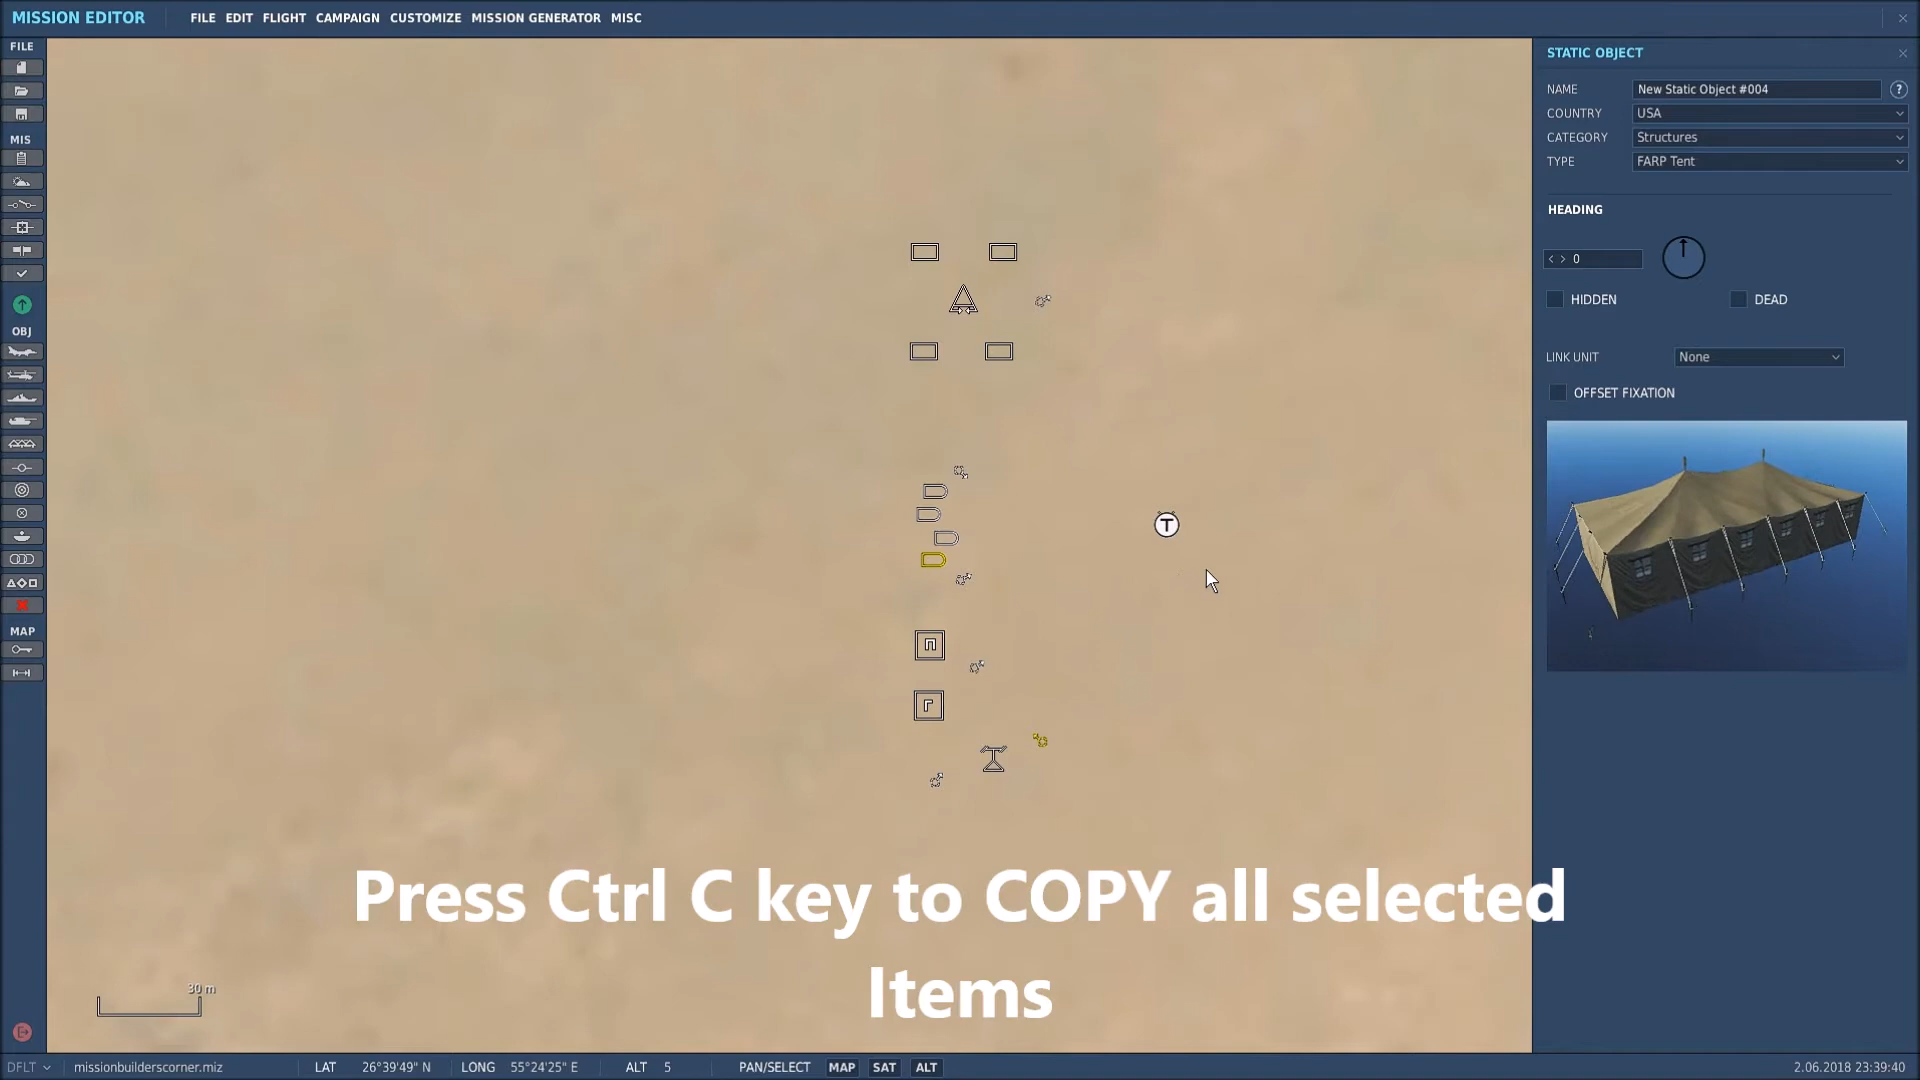 MISSION EDITOR
FILE EDIT FLIGHT CAMPAIGN CUSTOMIZE MISSION GENERATOR MISC
FILE
MIS
OBJ
MAP
STATIC OBJECT
NAME New Static Object #004 ?
COUNTRY USA
CATEGORY Structures
TYPE FARP Tent
HEADING
< > 0
HIDDEN DEAD
LINK UNIT None
OFFSET FIXATION
T
П
Г
Press Ctrl C key to COPY all selected
Items
30 m
DFLT missionbuilderscorner.miz LAT 26°39'49" N LONG 55°24'25" E ALT 5 PAN/SELECT MAP SAT ALT 2.06.2018 23:39:40